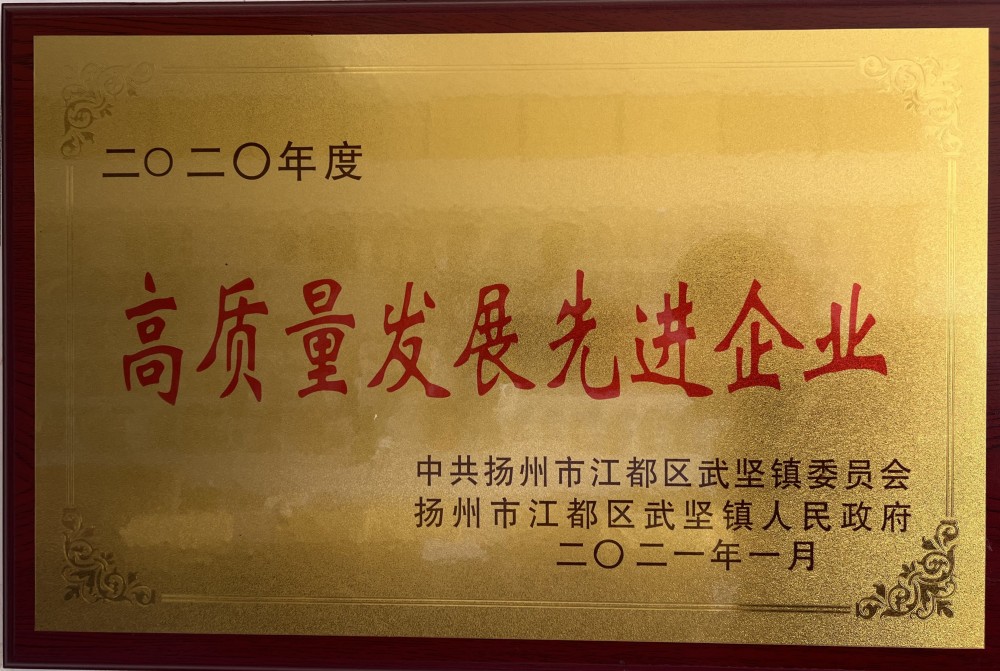 二〇二〇年度
高质量发展先进企业
中共扬州市江都区武坚镇委员会
扬州市江都区武坚镇人民政府
二〇二一年一月